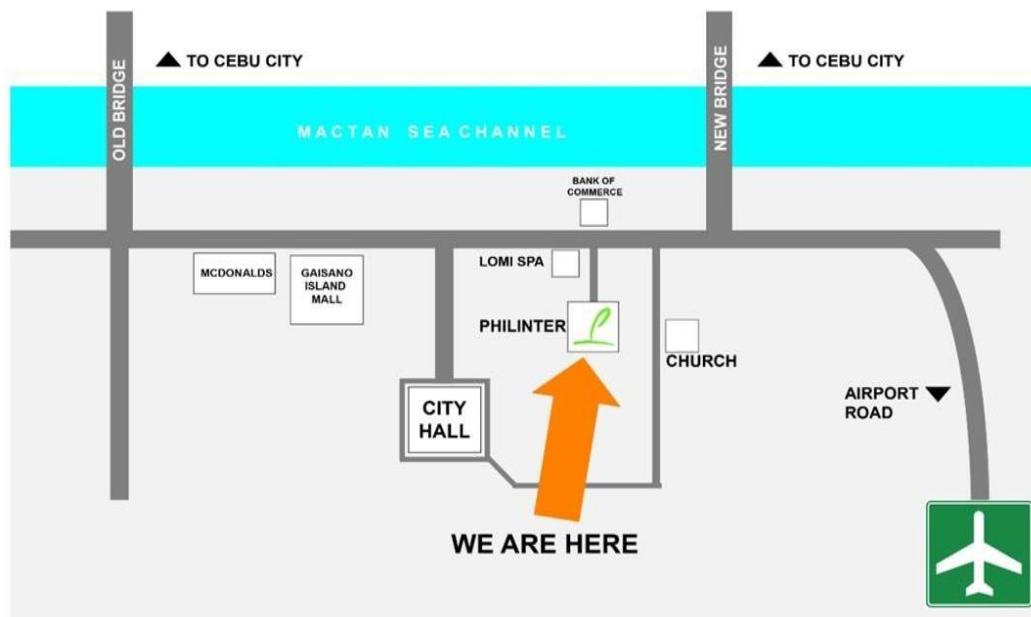 OLD BRIDGE
TO CEBU CITY
NEW BRIDGE
TO CEBU CITY
MACTAN SEA CHANNEL
BANK OF
COMMERCE
MCDONALDS
GAISANO
ISLAND
MALL
LOMI SPA
PHILINTER
CHURCH
CITY
HALL
AIRPORT
ROAD
WE ARE HERE